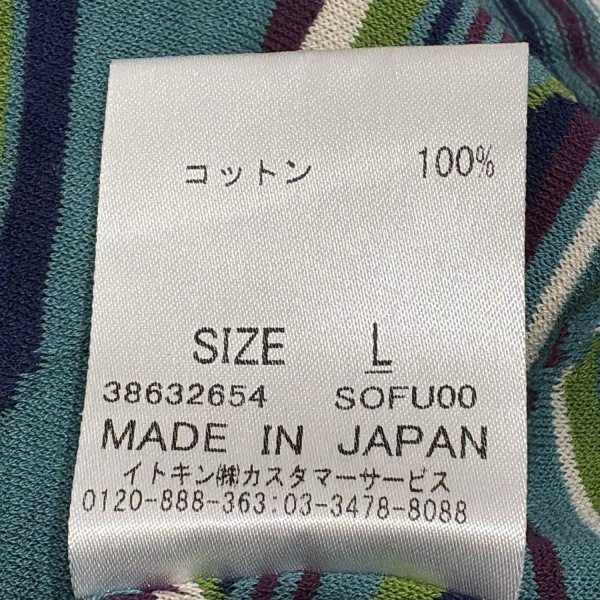 コットン 100%
SIZE L
38632654 SOFU00
MADE IN JAPAN
イトキン㈱カスタマーサービス
0120-888-363:03-3478-8088